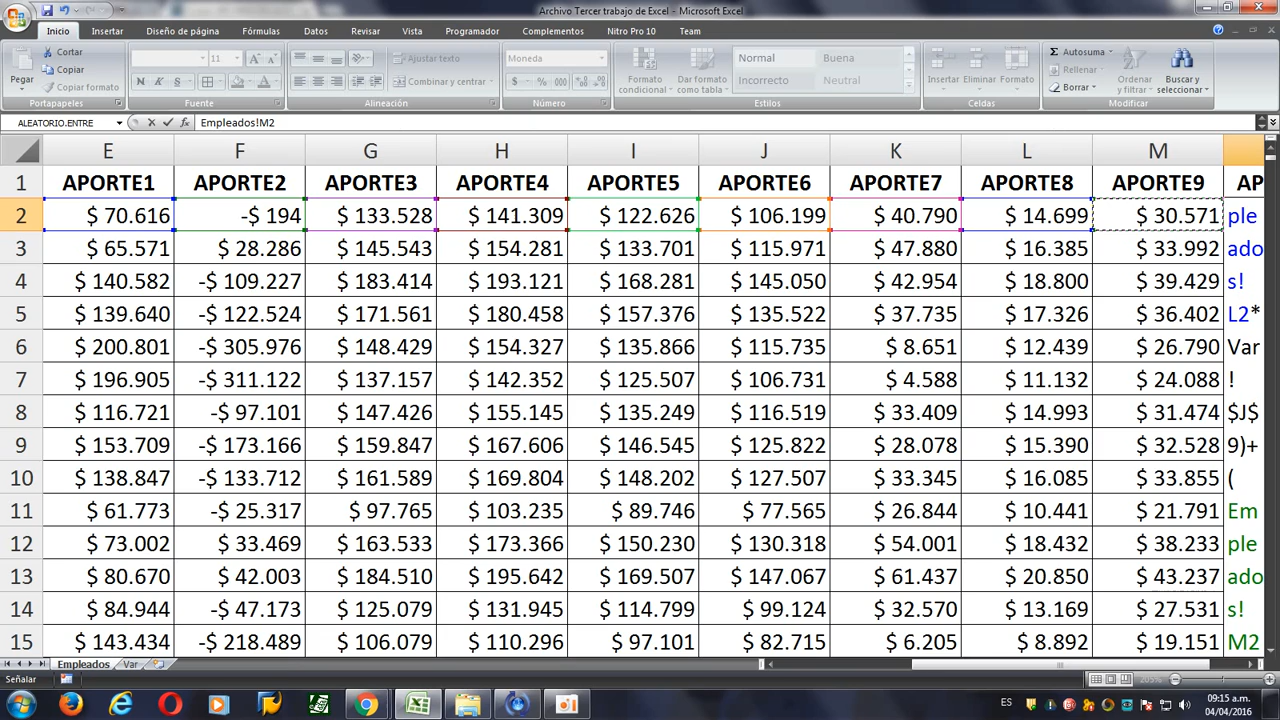 Archivo Tercer trabajo de Excel - Microsoft Excel
Inicio Insertar Diseño de página Fórmulas Datos Revisar Vista Programador Complementos Nitro Pro 10 Team
Pegar Cortar Copiar Copiar formato Portapapeles
11 N K S Fuente
Ajustar texto Combinar y centrar Alineación
Moneda $ % 000 Número
Formato condicional Dar formato como tabla Normal Buena Incorrecto Neutral Estilos
Insertar Eliminar Formato Celdas
Autosuma Rellenar Borrar Ordenar y filtrar Buscar y seleccionar Modificar
ALEATORIO.ENTRE fx Empleados!M2
E F G H I J K L M
1 APORTE1 APORTE2 APORTE3 APORTE4 APORTE5 APORTE6 APORTE7 APORTE8 APORTE9 AP
2 $ 70.616 -$ 194 $ 133.528 $ 141.309 $ 122.626 $ 106.199 $ 40.790 $ 14.699 $ 30.571 ple
3 $ 65.571 $ 28.286 $ 145.543 $ 154.281 $ 133.701 $ 115.971 $ 47.880 $ 16.385 $ 33.992 ado
4 $ 140.582 -$ 109.227 $ 183.414 $ 193.121 $ 168.281 $ 145.050 $ 42.954 $ 18.800 $ 39.429 s!
5 $ 139.640 -$ 122.524 $ 171.561 $ 180.458 $ 157.376 $ 135.522 $ 37.735 $ 17.326 $ 36.402 L2*
6 $ 200.801 -$ 305.976 $ 148.429 $ 154.327 $ 135.866 $ 115.735 $ 8.651 $ 12.439 $ 26.790 Var
7 $ 196.905 -$ 311.122 $ 137.157 $ 142.352 $ 125.507 $ 106.731 $ 4.588 $ 11.132 $ 24.088 !
8 $ 116.721 -$ 97.101 $ 147.426 $ 155.145 $ 135.249 $ 116.519 $ 33.409 $ 14.993 $ 31.474 $J$
9 $ 153.709 -$ 173.166 $ 159.847 $ 167.606 $ 146.545 $ 125.822 $ 28.078 $ 15.390 $ 32.528 9)+
10 $ 138.847 -$ 133.712 $ 161.589 $ 169.804 $ 148.202 $ 127.507 $ 33.345 $ 16.085 $ 33.855 (
11 $ 61.773 -$ 25.317 $ 97.765 $ 103.235 $ 89.746 $ 77.565 $ 26.844 $ 10.441 $ 21.791 Em
12 $ 73.002 $ 33.469 $ 163.533 $ 173.366 $ 150.230 $ 130.318 $ 54.001 $ 18.432 $ 38.233 ple
13 $ 80.670 $ 42.003 $ 184.510 $ 195.642 $ 169.507 $ 147.067 $ 61.437 $ 20.850 $ 43.237 ado
14 $ 84.944 -$ 47.173 $ 125.079 $ 131.945 $ 114.799 $ 99.124 $ 32.570 $ 13.169 $ 27.531 s!
15 $ 143.434 -$ 218.489 $ 106.079 $ 110.296 $ 97.101 $ 82.715 $ 6.205 $ 8.892 $ 19.151 M2
Empleados Var
Señalar 205%
ES 09:15 a.m.
04/04/2016